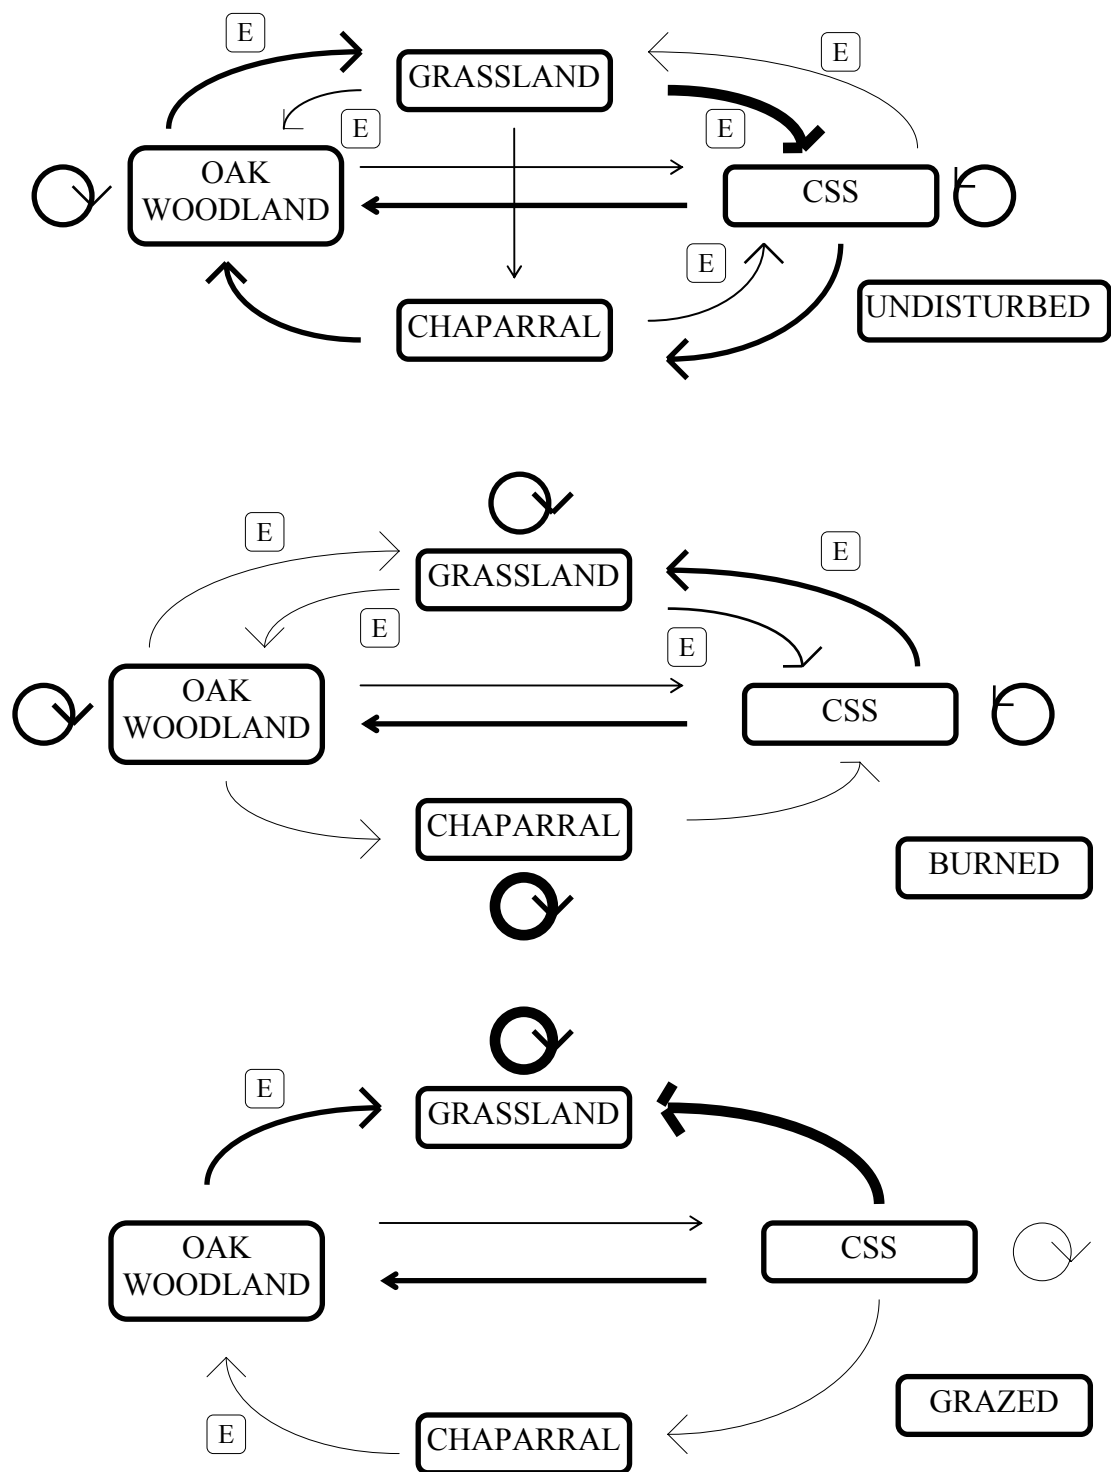 E
E
GRASSLAND
E
E
OAK
WOODLAND
CSS
E
UNDISTURBED
CHAPARRAL
E
E
GRASSLAND
E
E
OAK
WOODLAND
CSS
CHAPARRAL
BURNED
E
GRASSLAND
OAK
WOODLAND
CSS
GRAZED
E
CHAPARRAL